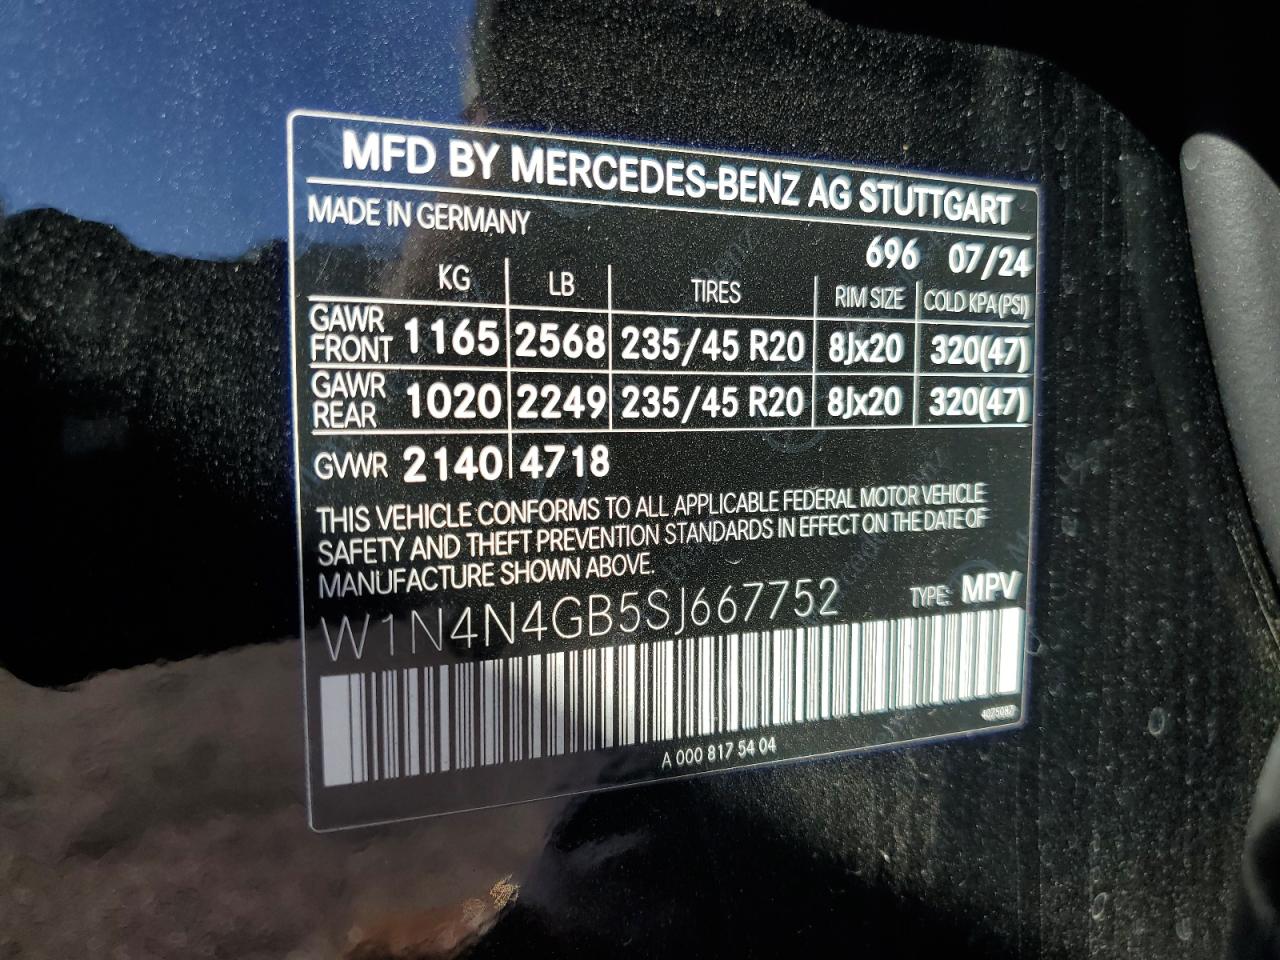 MFD BY MERCEDES-BENZ AG STUTTGART
MADE IN GERMANY
696 07/24
KG LB TIRES RIM SIZE COLD KPA (PSI)
GAWR FRONT 1165 2568 235/45 R20 8Jx20 320(47)
GAWR REAR 1020 2249 235/45 R20 8Jx20 320(47)
GVWR 2140 4718
THIS VEHICLE CONFORMS TO ALL APPLICABLE FEDERAL MOTOR VEHICLE
SAFETY AND THEFT PREVENTION STANDARDS IN EFFECT ON THE DATE OF
MANUFACTURE SHOWN ABOVE.
W1N4N4GB5SJ667752 TYPE: MPV
A 000 817 54 04